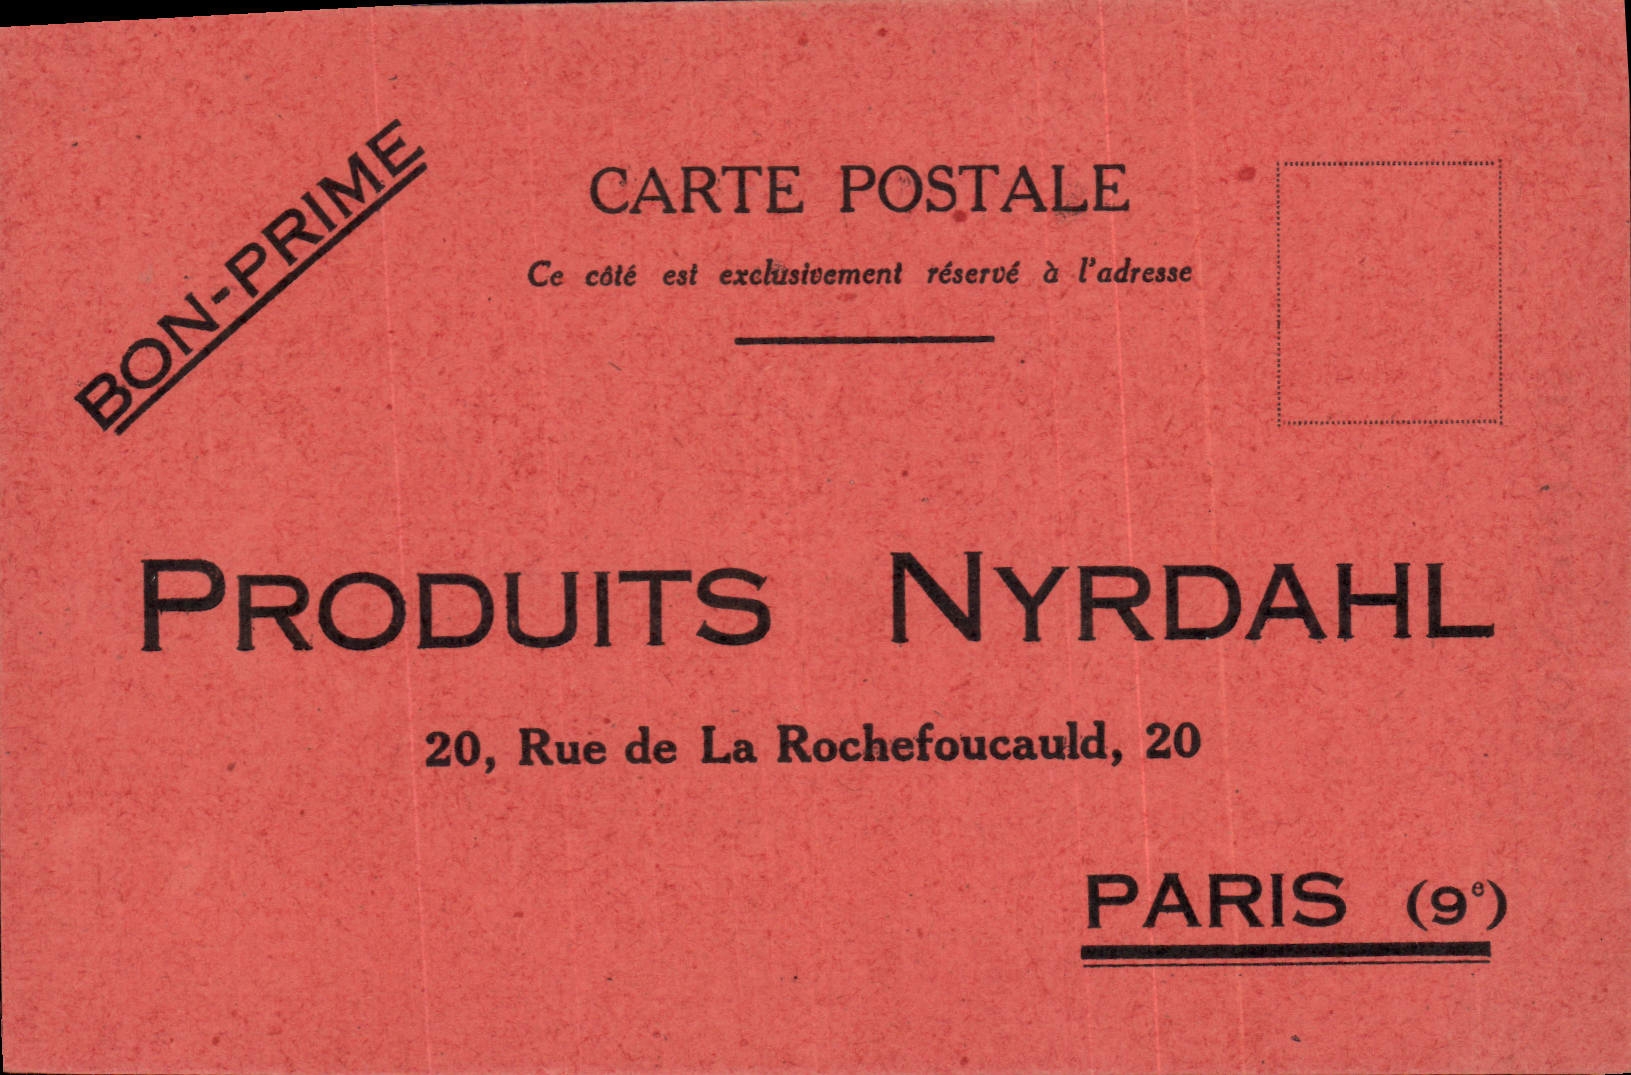 BON-PRIME
CARTE POSTALE
Ce côté est exclusivement réservé à l'adresse
PRODUITS NYRDAHL
20, Rue de La Rochefoucauld, 20
PARIS (9e)